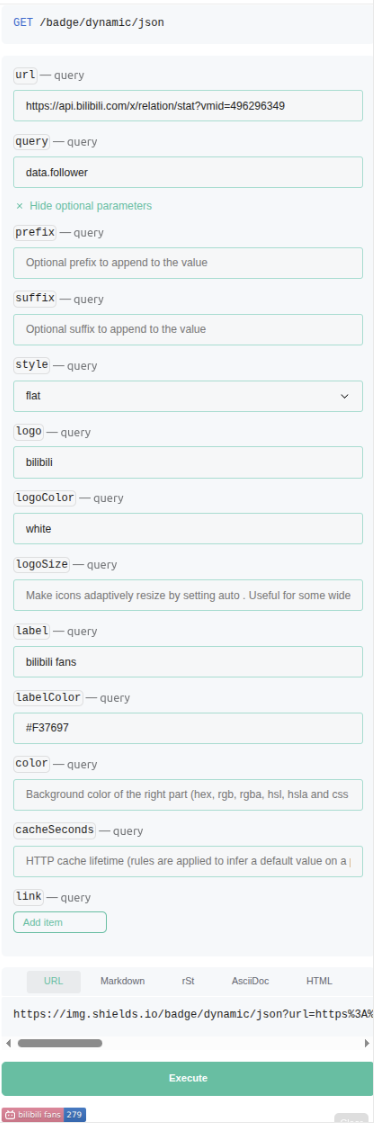 GET /badge/dynamic/json
url — query
https://api.bilibili.com/x/relation/stat?vmid=496296349
query — query
data.follower
× Hide optional parameters
prefix — query
Optional prefix to append to the value
suffix — query
Optional suffix to append to the value
style — query
flat
logo — query
bilibili
logoColor — query
white
logoSize — query
Make icons adaptively resize by setting auto . Useful for some wide
label — query
bilibili fans
labelColor — query
#F37697
color — query
Background color of the right part (hex, rgb, rgba, hsl, hsla and css
cacheSeconds — query
HTTP cache lifetime (rules are applied to infer a default value on a
link — query
Add item
URL Markdown rSt AsciiDoc HTML
https://img.shields.io/badge/dynamic/json?url=https%3A%
Execute
bilibili fans 279